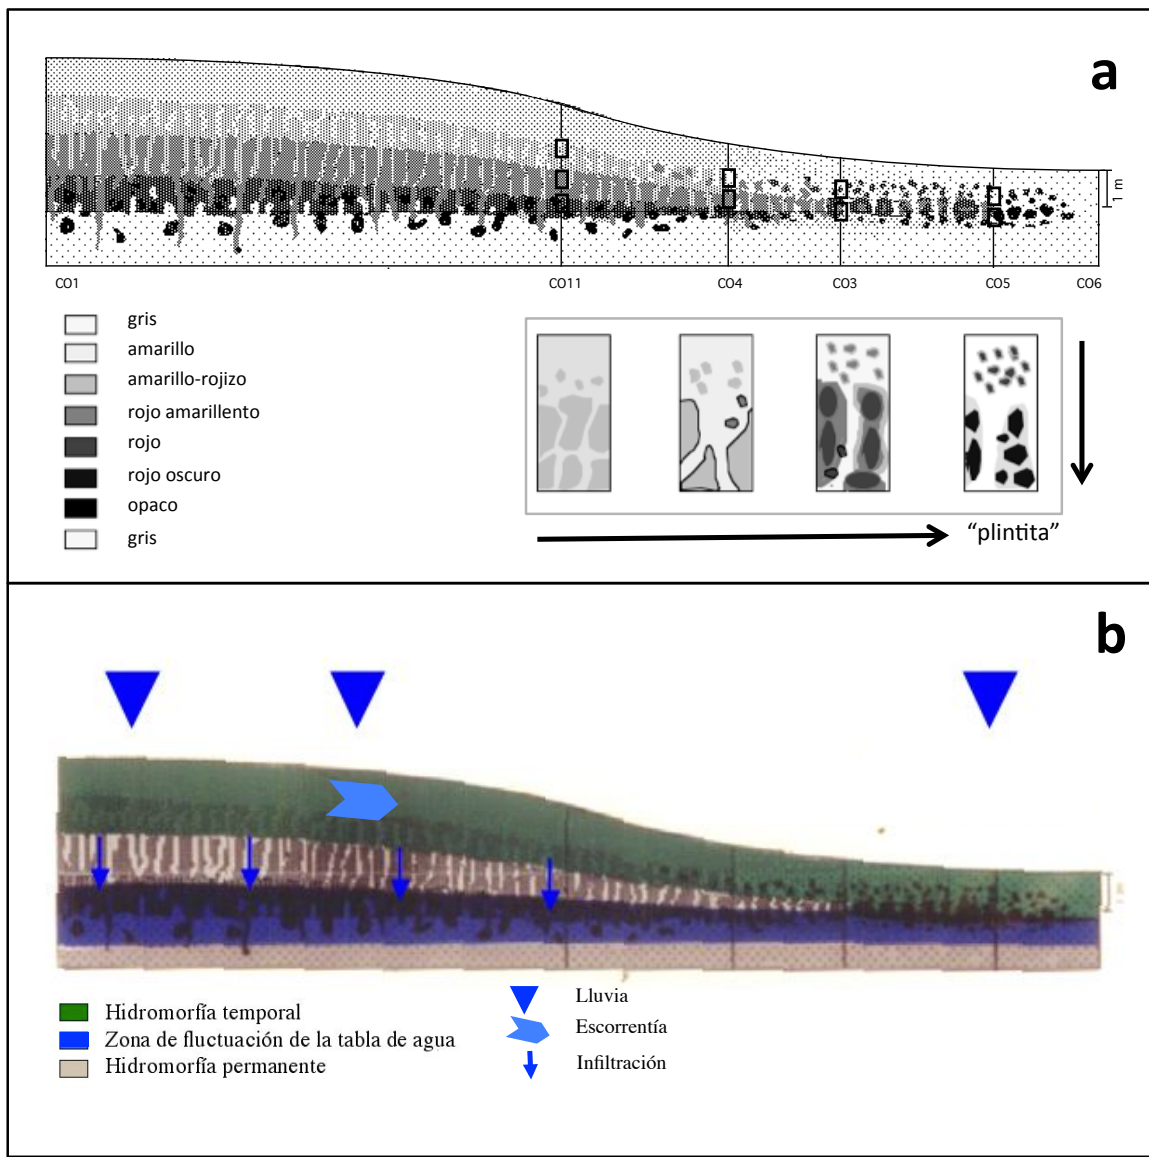 a
1 m
CO1
CO11
CO4
CO3
CO5
CO6
gris
amarillo
amarillo-rojizo
rojo amarillento
rojo
rojo oscuro
opaco
gris
“plintita”
b
Hidromorfía temporal
Zona de fluctuación de la tabla de agua
Hidromorfía permanente
Lluvia
Escorrentía
Infiltración